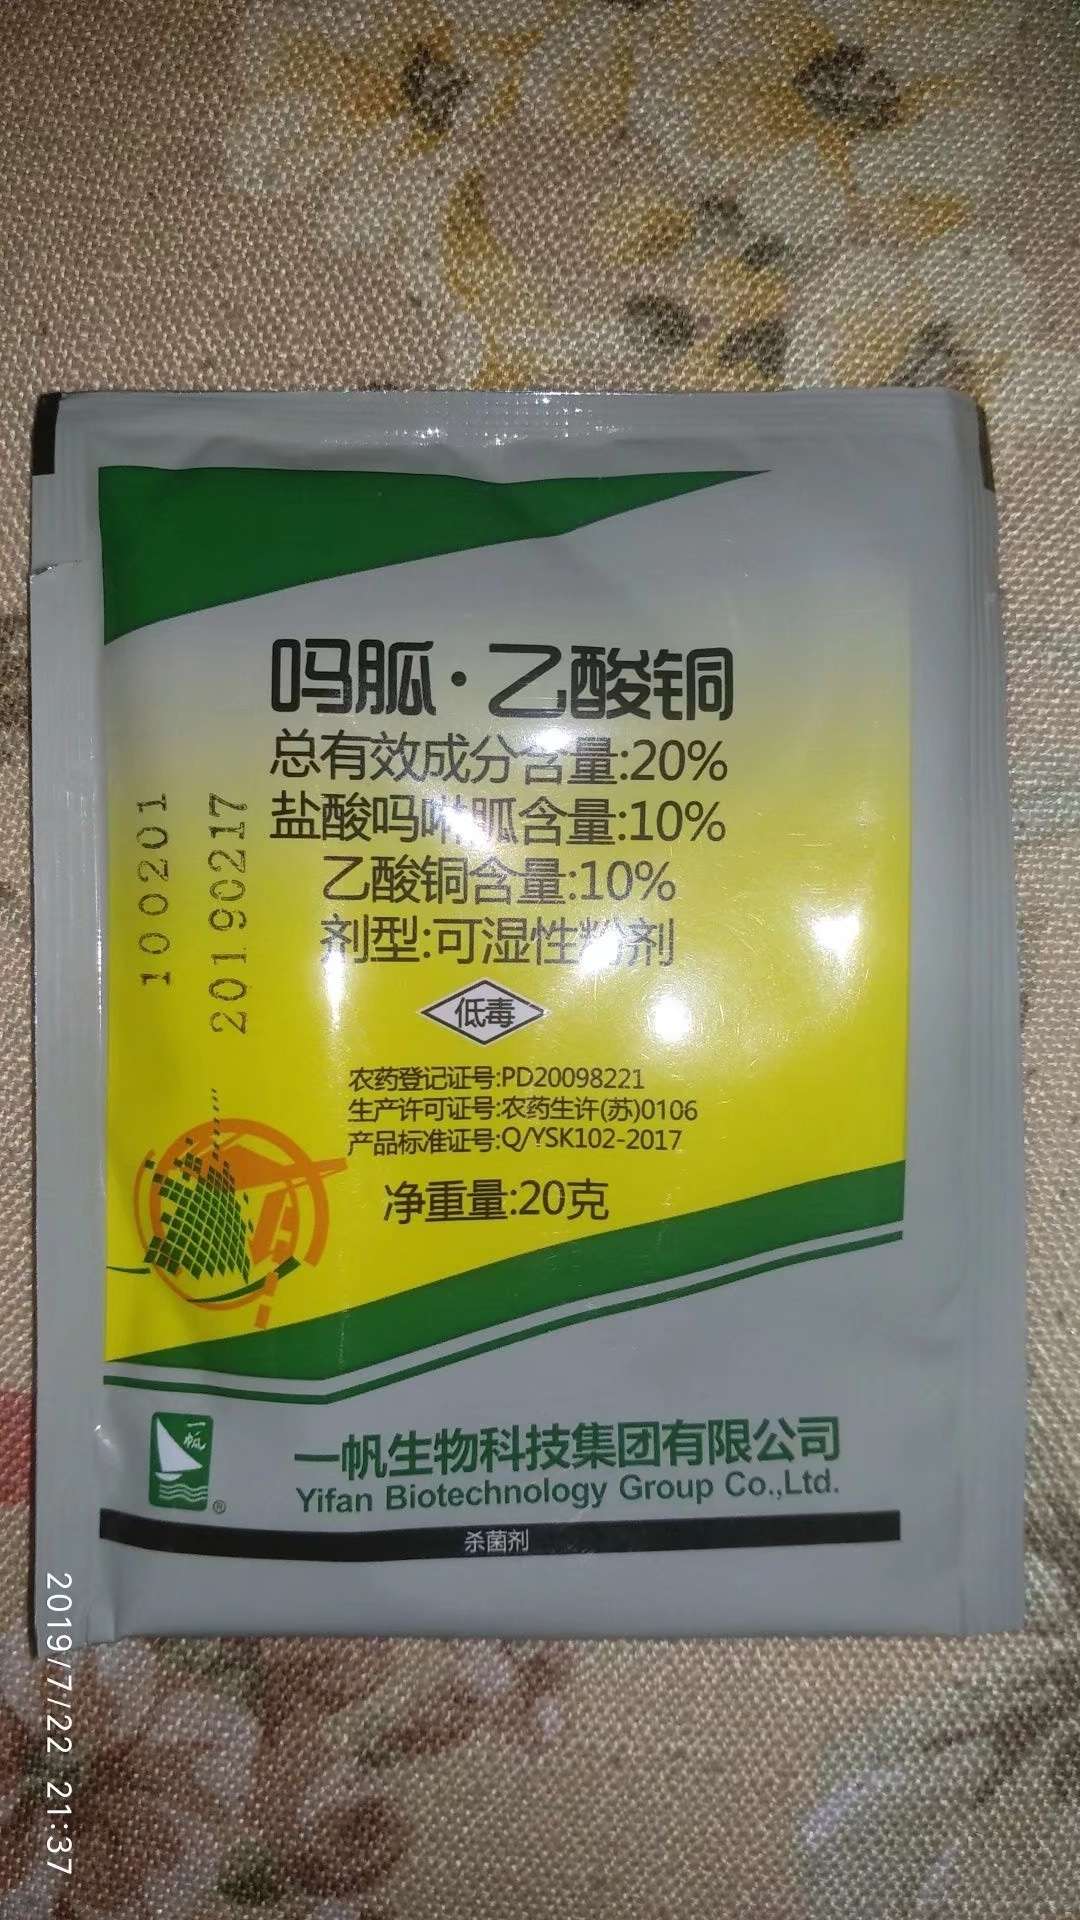 吗胍·乙酸铜
总有效成分含量:20%
盐酸吗啉胍含量:10%
乙酸铜含量:10%
剂型:可湿性粉剂
低毒
100201
20190217
农药登记证号:PD20098221
生产许可证号:农药生许(苏)0106
产品标准证号:Q/YSK102-2017
净重量:20克
一帆
®
一帆生物科技集团有限公司
Yifan Biotechnology Group Co.,Ltd.
杀菌剂
2019/7/22 21:37